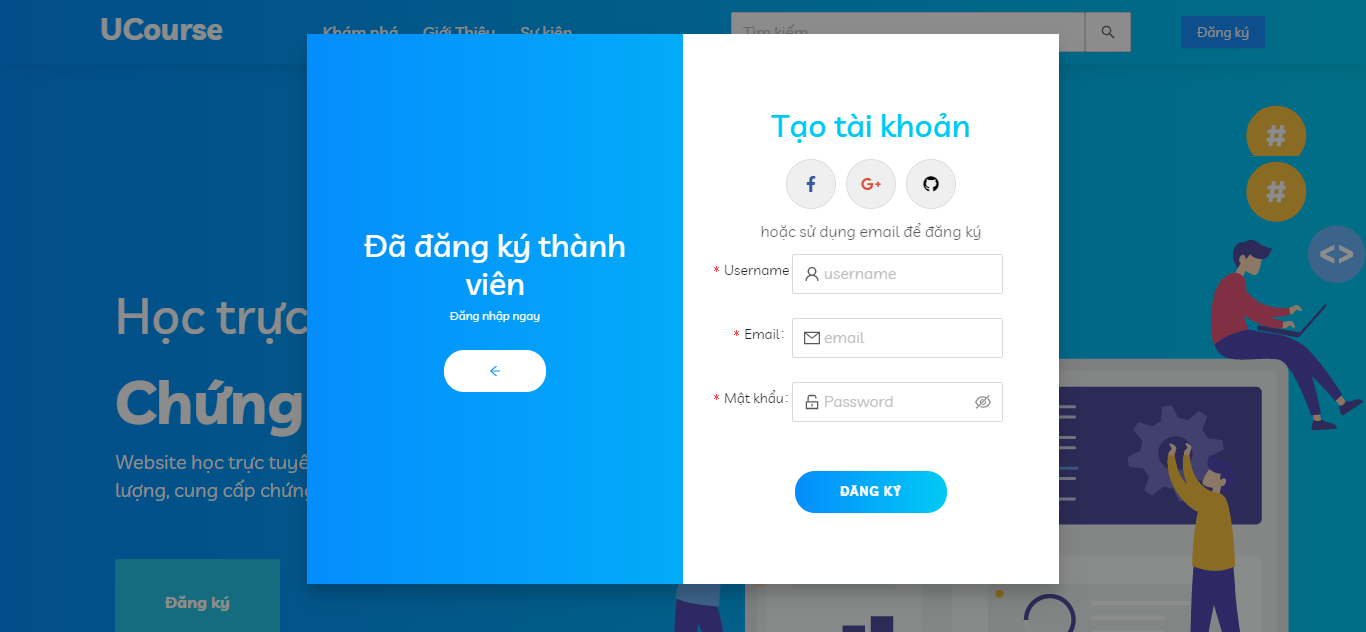 UCourse
Khám phá Giới Thiệu Sự kiện
Tìm kiếm
Đăng ký
Học trực
Chứng
Website học trực tuyế
lượng, cung cấp chứng
Đăng ký
Đã đăng ký thành
viên
Đăng nhập ngay
Tạo tài khoản
f
G+
hoặc sử dụng email để đăng ký
* Username
username
* Email:
email
* Mật khẩu:
Password
ĐĂNG KÝ
#
#
<>